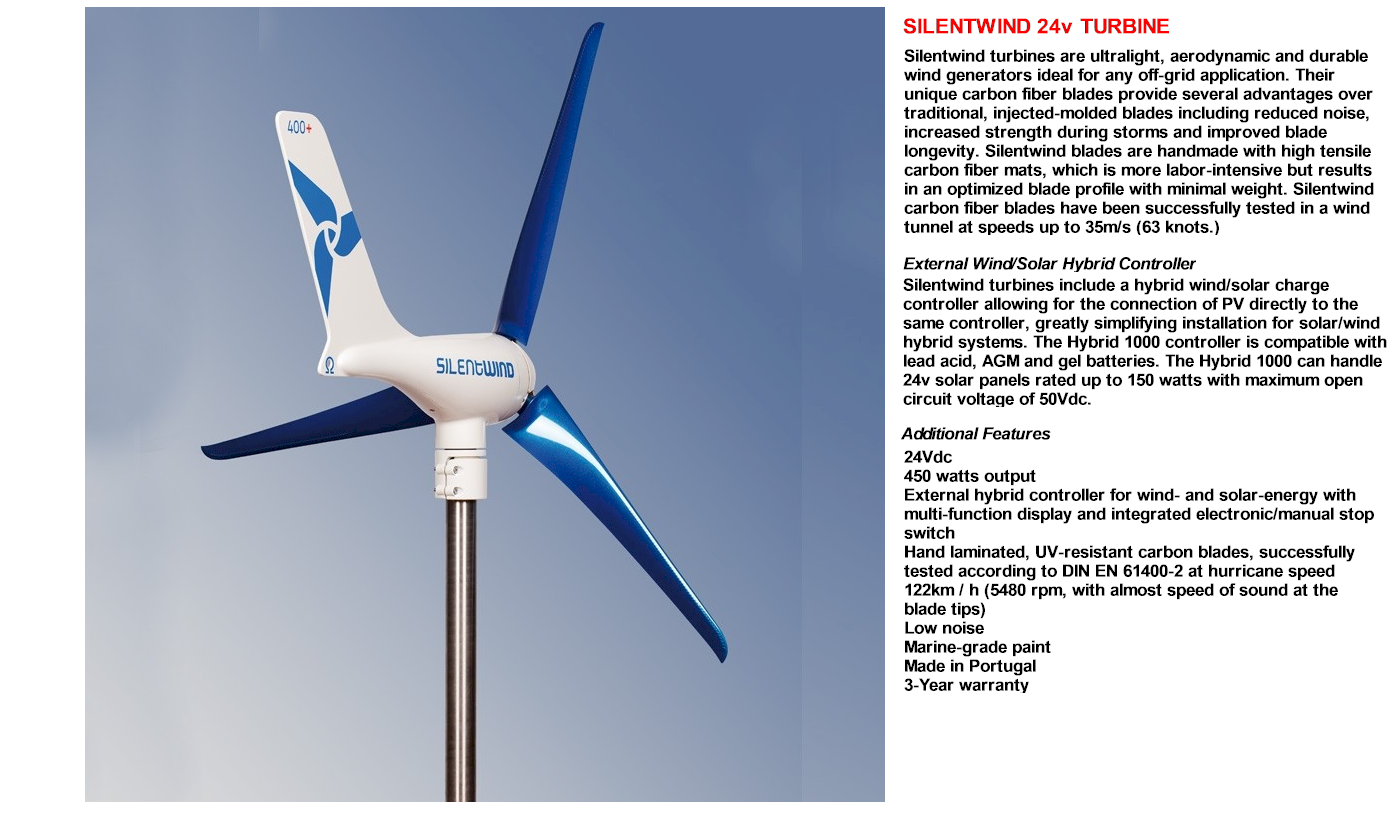 SILENTWIND 24v TURBINE
Silentwind turbines are ultralight, aerodynamic and durable
wind generators ideal for any off-grid application. Their
unique carbon fiber blades provide several advantages over
traditional, injected-molded blades including reduced noise,
increased strength during storms and improved blade
longevity. Silentwind blades are handmade with high tensile
carbon fiber mats, which is more labor-intensive but results
in an optimized blade profile with minimal weight. Silentwind
carbon fiber blades have been successfully tested in a wind
tunnel at speeds up to 35m/s (63 knots.)
External Wind/Solar Hybrid Controller
Silentwind turbines include a hybrid wind/solar charge
controller allowing for the connection of PV directly to the
same controller, greatly simplifying installation for solar/wind
hybrid systems. The Hybrid 1000 controller is compatible with
lead acid, AGM and gel batteries. The Hybrid 1000 can handle
24v solar panels rated up to 150 watts with maximum open
circuit voltage of 50Vdc.
Additional Features
24Vdc
450 watts output
External hybrid controller for wind- and solar-energy with
multi-function display and integrated electronic/manual stop
switch
Hand laminated, UV-resistant carbon blades, successfully
tested according to DIN EN 61400-2 at hurricane speed
122km / h (5480 rpm, with almost speed of sound at the
blade tips)
Low noise
Marine-grade paint
Made in Portugal
3-Year warranty
400+
SILENTWIND
Ω